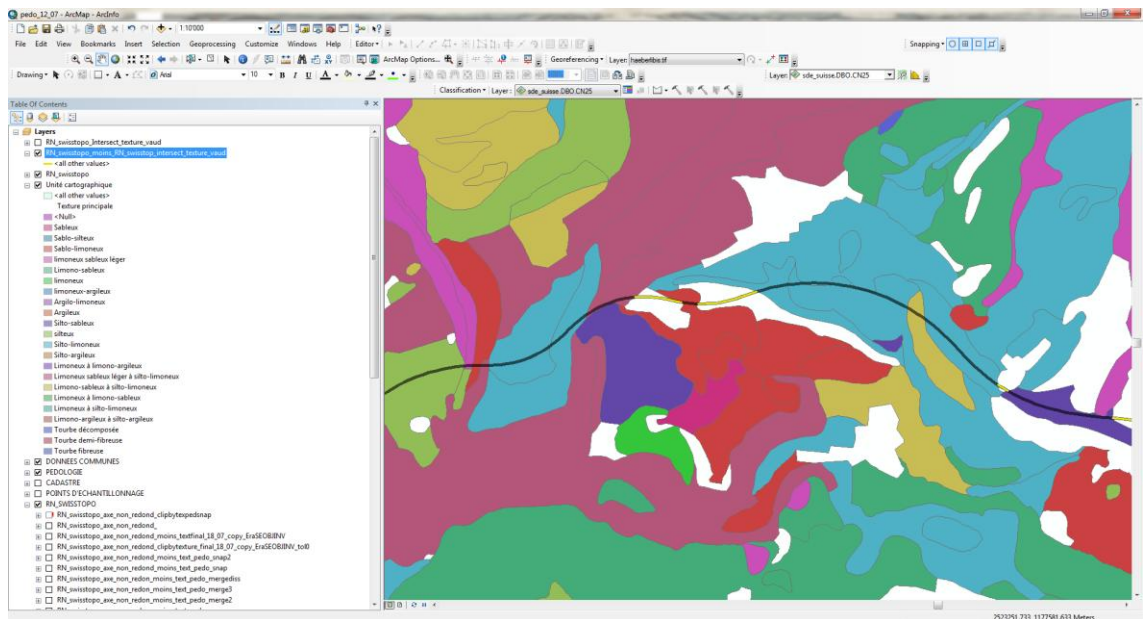 pedo_12_07 - ArcMap - ArcInfo
1:10'000
File Edit View Bookmarks Insert Selection Geoprocessing Customize Windows Help Editor
Snapping
ArcMap Options... Georeferencing Layer: haeberlibis.tif
Drawing Arial 10 B I U A Layer: sde_suisse.DBO.CN25
Classification Layer: sde_suisse.DBO.CN25
Table Of Contents
Layers
RN_swisstopo_Intersect_texture_vaud
RN_swisstopo_moins_RN_swisstop_intersect_texture_vaud
<all other values>
RN_swisstopo
Unité cartographique
<all other values>
Texture principale
<Null>
Sableux
Sablo-silteux
Sablo-limoneux
limoneux sableux léger
Limono-sableux
limoneux
limoneux-argileux
Argilo-limoneux
Argileux
Silto-sableux
silteux
Silto-limoneux
Silto-argileux
Limoneux à limono-argileux
Limoneux sableux léger à silto-limoneux
Limono-sableux à silto-limoneux
Limoneux à limono-sableux
Limoneux à silto-limoneux
Limono-argileux à silto-argileux
Tourbe décomposée
Tourbe demi-fibreuse
Tourbe fibreuse
DONNEES COMMUNES
PEDOLOGIE
CADASTRE
POINTS D'ECHANTILLONNAGE
RN_SWISSTOPO
RN_swisstopo_axe_non_redond_clipbytexpedsnap
RN_swisstopo_axe_non_redond_
RN_swisstopo_axe_non_redond_moins_textfinal_18_07_copy_EraSEOBJINV
RN_swisstopo_axe_non_redond_clipbytexture_final_18_07_copy_EraSEOBJINV_tol0
RN_swisstopo_axe_non_redond_moins_text_pedo_snap2
RN_swisstopo_axe_non_redond_moins_text_pedo_snap
RN_swisstopo_axe_non_redon_moins_text_pedo_mergediss
RN_swisstopo_axe_non_redon_moins_text_pedo_merge3
RN_swisstopo_axe_non_redon_moins_text_pedo_merge2
2523251.733 1177581.633 Meters